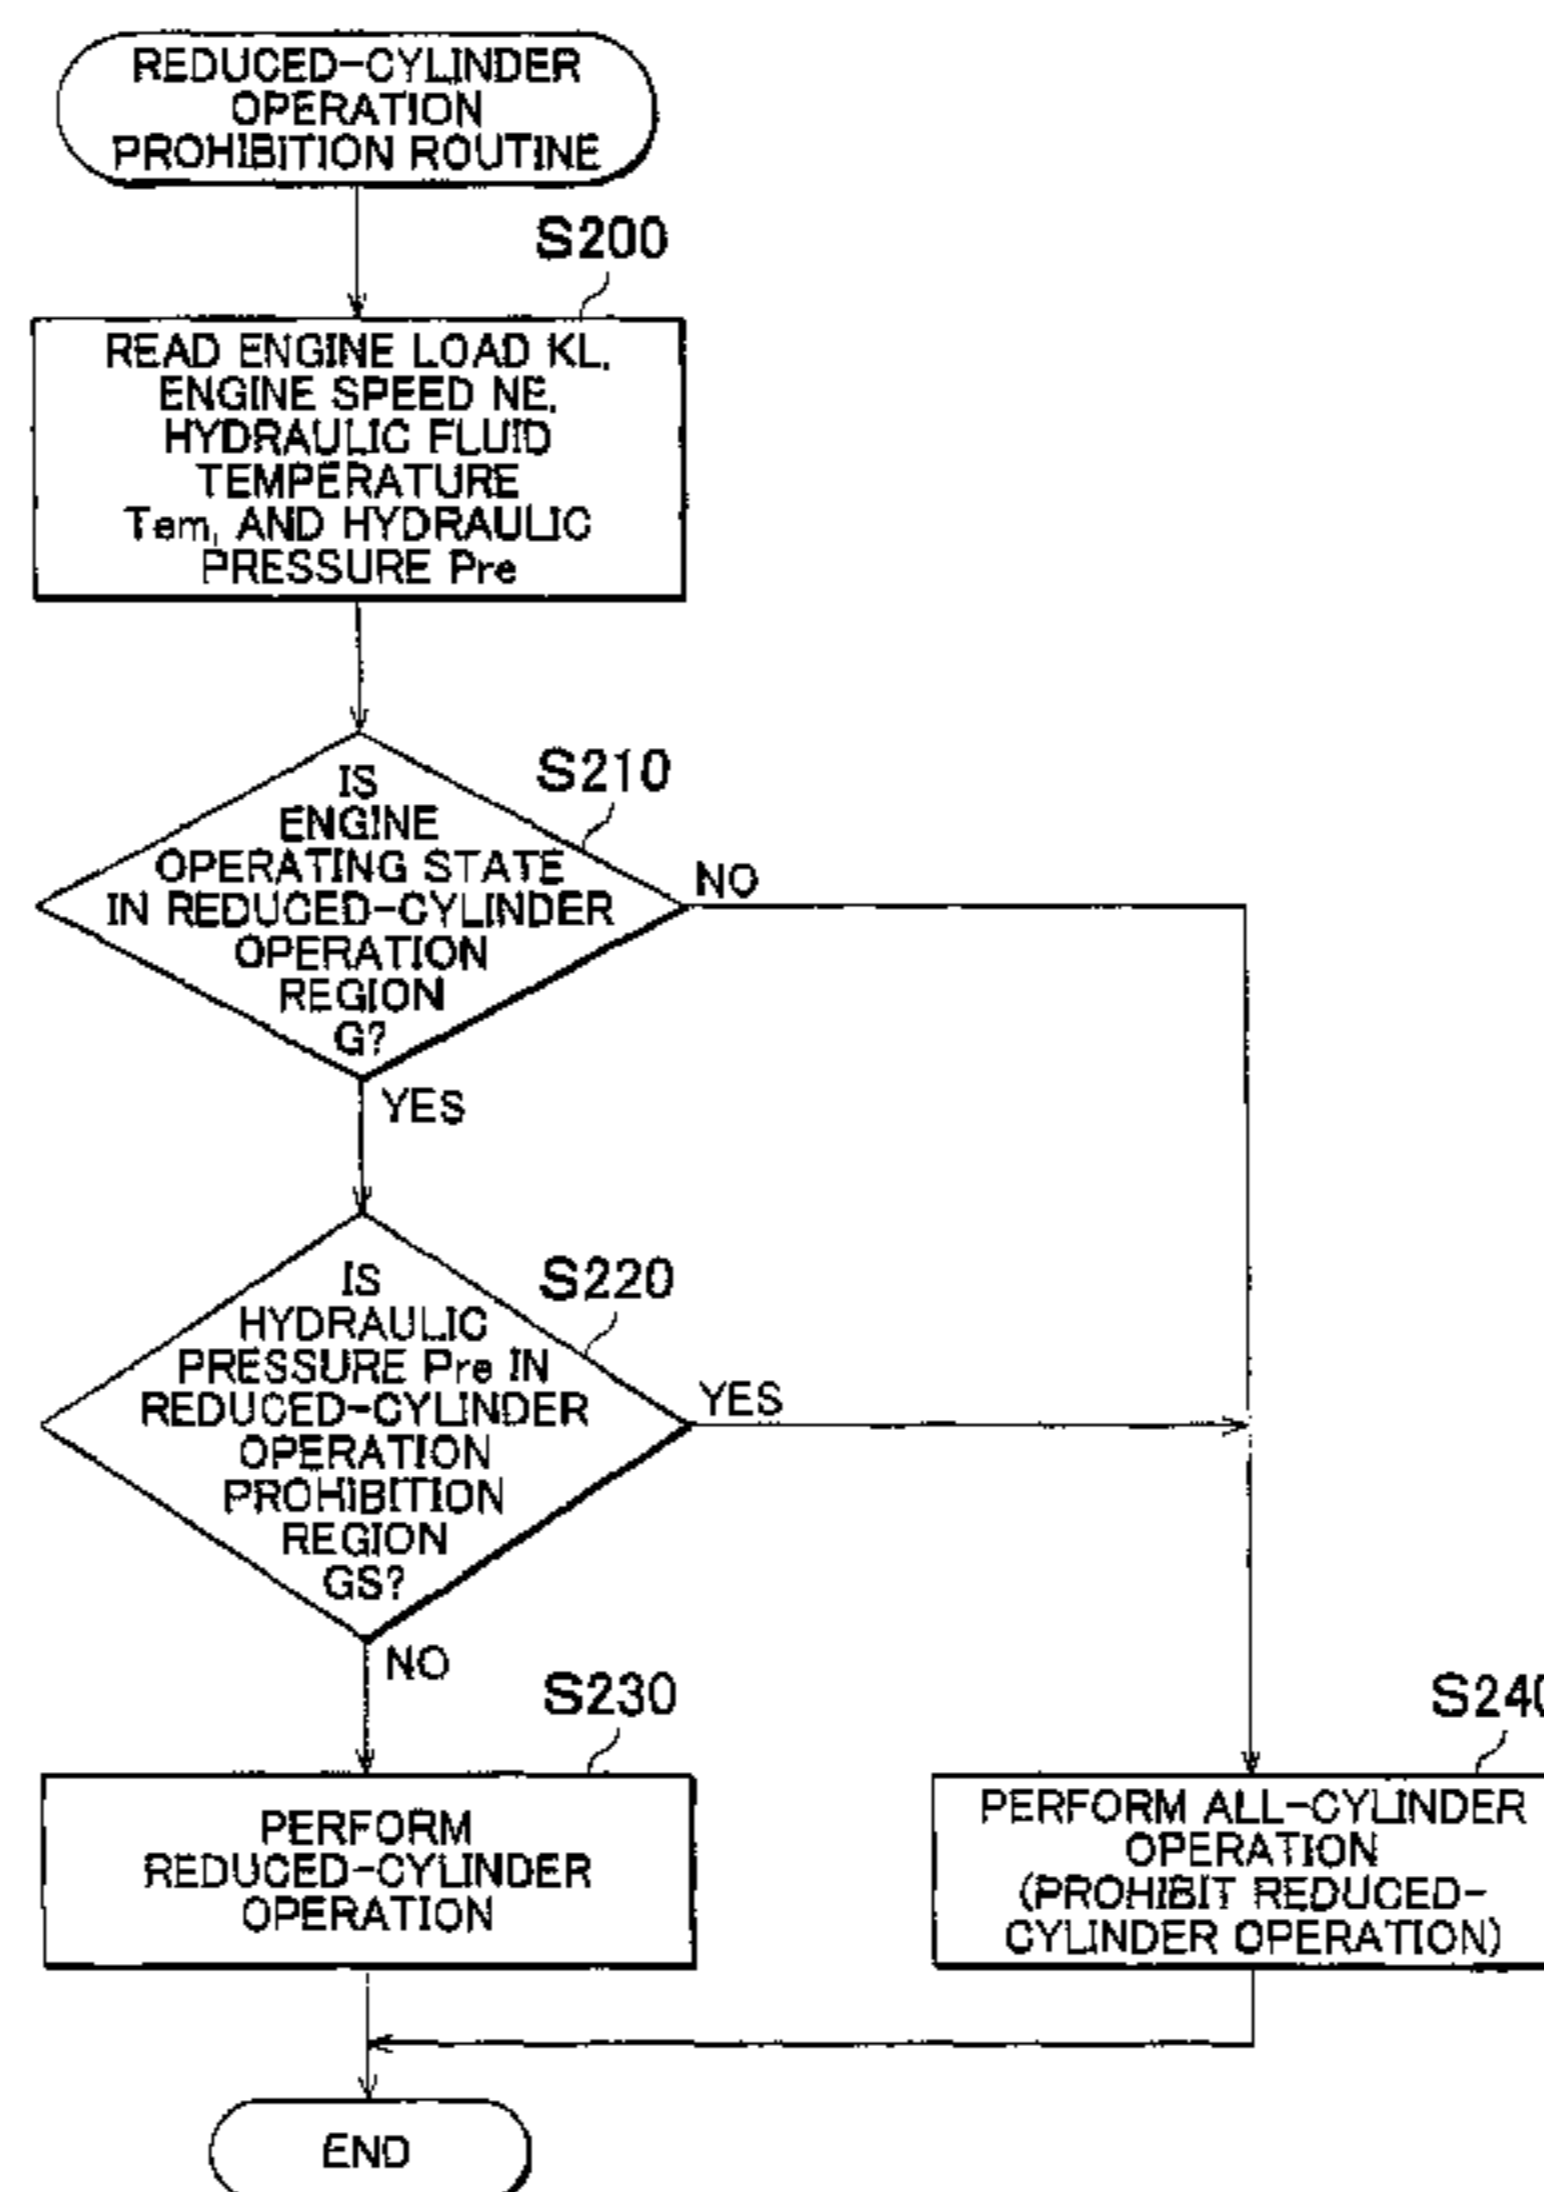 REDUCED-CYLINDER
OPERATION
PROHIBITION ROUTINE
S200
READ ENGINE LOAD KL,
ENGINE SPEED NE,
HYDRAULIC FLUID
TEMPERATURE
Tem, AND HYDRAULIC
PRESSURE Pre
S210
IS
ENGINE
OPERATING STATE
IN REDUCED-CYLINDER
OPERATION
REGION
G?
NO
YES
S220
IS
HYDRAULIC
PRESSURE Pre IN
REDUCED-CYLINDER
OPERATION
PROHIBITION
REGION
GS?
YES
NO
S230
PERFORM
REDUCED-CYLINDER
OPERATION
S240
PERFORM ALL-CYLINDER
OPERATION
(PROHIBIT REDUCED-
CYLINDER OPERATION)
END